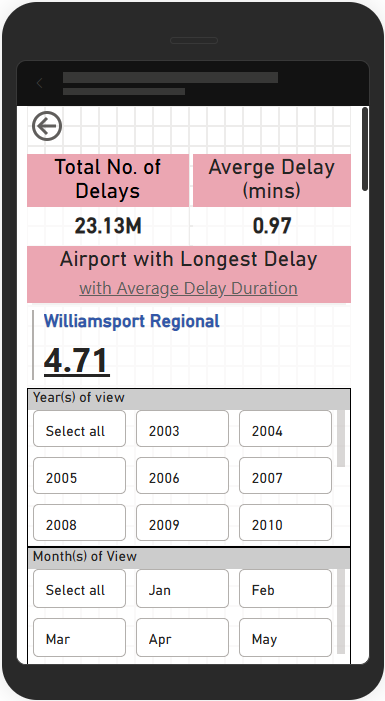 Total No. of
Delays
Averge Delay
(mins)
23.13M
0.97
Airport with Longest Delay
with Average Delay Duration
Williamsport Regional
4.71
Year(s) of view
Select all 2003 2004
2005 2006 2007
2008 2009 2010
Month(s) of View
Select all Jan Feb
Mar Apr May